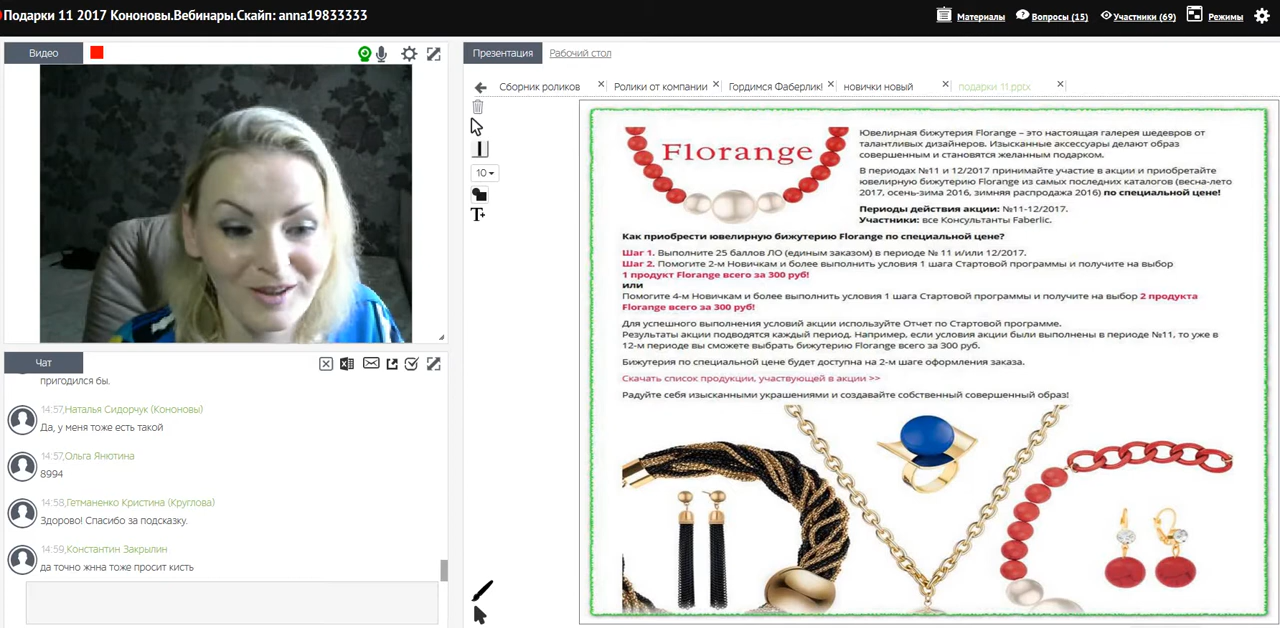 Подарки 11 2017 Кононовы.Вебинары.Скайп: anna19833333
Материалы
Вопросы (15)
Участники (69)
Режимы
Видео
Презентация
Рабочий стол
Сборник роликов
Ролики от компании
Гордимся Фаберлик!
новички новый
подарки 11 pptx
10
T+
Florange
Ювелирная бижутерия Florange – это настоящая галерея шедевров от
талантливых дизайнеров. Изысканные аксессуары делают образ
совершенным и становятся желанным подарком.
В периодах №11 и 12/2017 принимайте участие в акции и приобретайте
ювелирную бижутерию Florange из самых последних каталогов (весна-лето
2017, осень-зима 2016, зимняя распродажа 2016) по специальной цене!
Периоды действия акции: №11-12/2017.
Участники: все Консультанты Faberlic.
Как приобрести ювелирную бижутерию Florange по специальной цене?
Шаг 1. Выполните 25 баллов ЛО (единым заказом) в периоде № 11 и/или 12/2017.
Шаг 2. Помогите 2-м Новичкам и более выполнить условия 1 шага Стартовой программы и получите на выбор
1 продукт Florange всего за 300 руб!
или
Помогите 4-м Новичкам и более выполнить условия 1 шага Стартовой программы и получите на выбор 2 продукта
Florange всего за 300 руб!
Для успешного выполнения условий акции используйте Отчет по Стартовой программе.
Результаты акции подводятся каждый период. Например, если условия акции были выполнены в периоде №11, то уже в
12-м периоде вы сможете выбрать бижутерию Florange всего за 300 руб.
Бижутерия по специальной цене будет доступна на 2-м шаге оформления заказа.
Скачать список продукции, участвующей в акции >>
Радуйте себя изысканными украшениями и создавайте собственный совершенный образ!
Чат
пригодился бы.
14:57,Наталья Сидорчук (Кононовы)
Да, у меня тоже есть такой
14:57,Ольга Янютина
8994
14:58,Гетманенко Кристина (Круглова)
Здорово! Спасибо за подсказку.
14:59,Константин Закрылин
да точно жнна тоже просит кисть